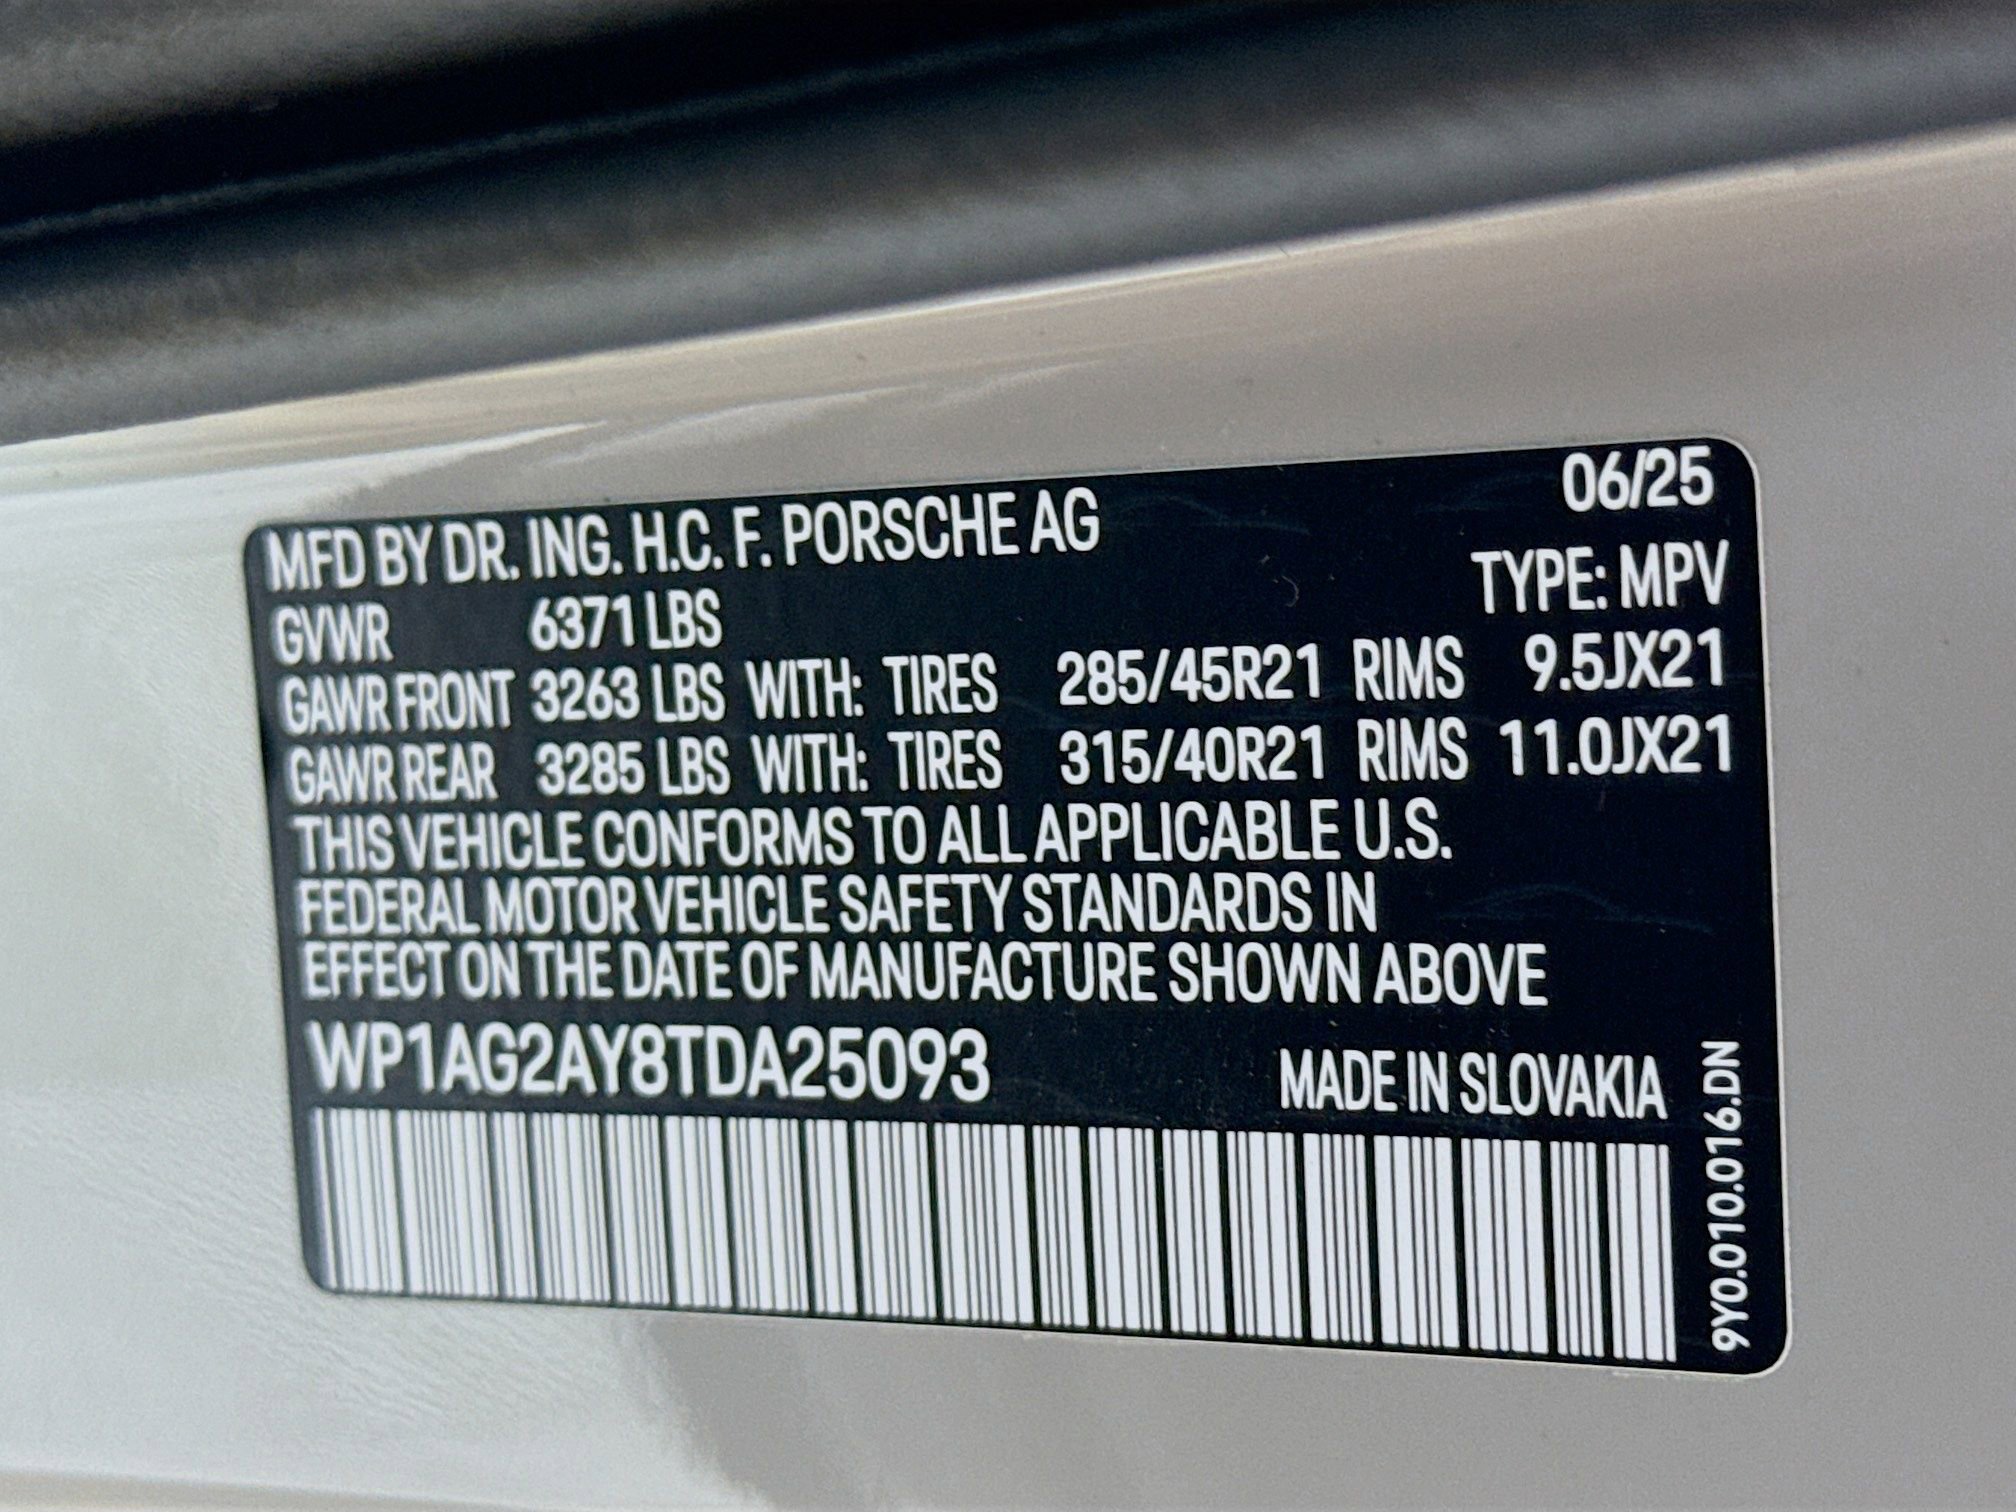 06/25
MFD BY DR. ING. H.C. F. PORSCHE AG
TYPE: MPV
GVWR 6371 LBS
GAWR FRONT 3263 LBS WITH: TIRES 285/45R21 RIMS 9.5JX21
GAWR REAR 3285 LBS WITH: TIRES 315/40R21 RIMS 11.0JX21
THIS VEHICLE CONFORMS TO ALL APPLICABLE U.S.
FEDERAL MOTOR VEHICLE SAFETY STANDARDS IN
EFFECT ON THE DATE OF MANUFACTURE SHOWN ABOVE
WP1AG2AY8TDA25093
MADE IN SLOVAKIA
9Y0.010.016.DN